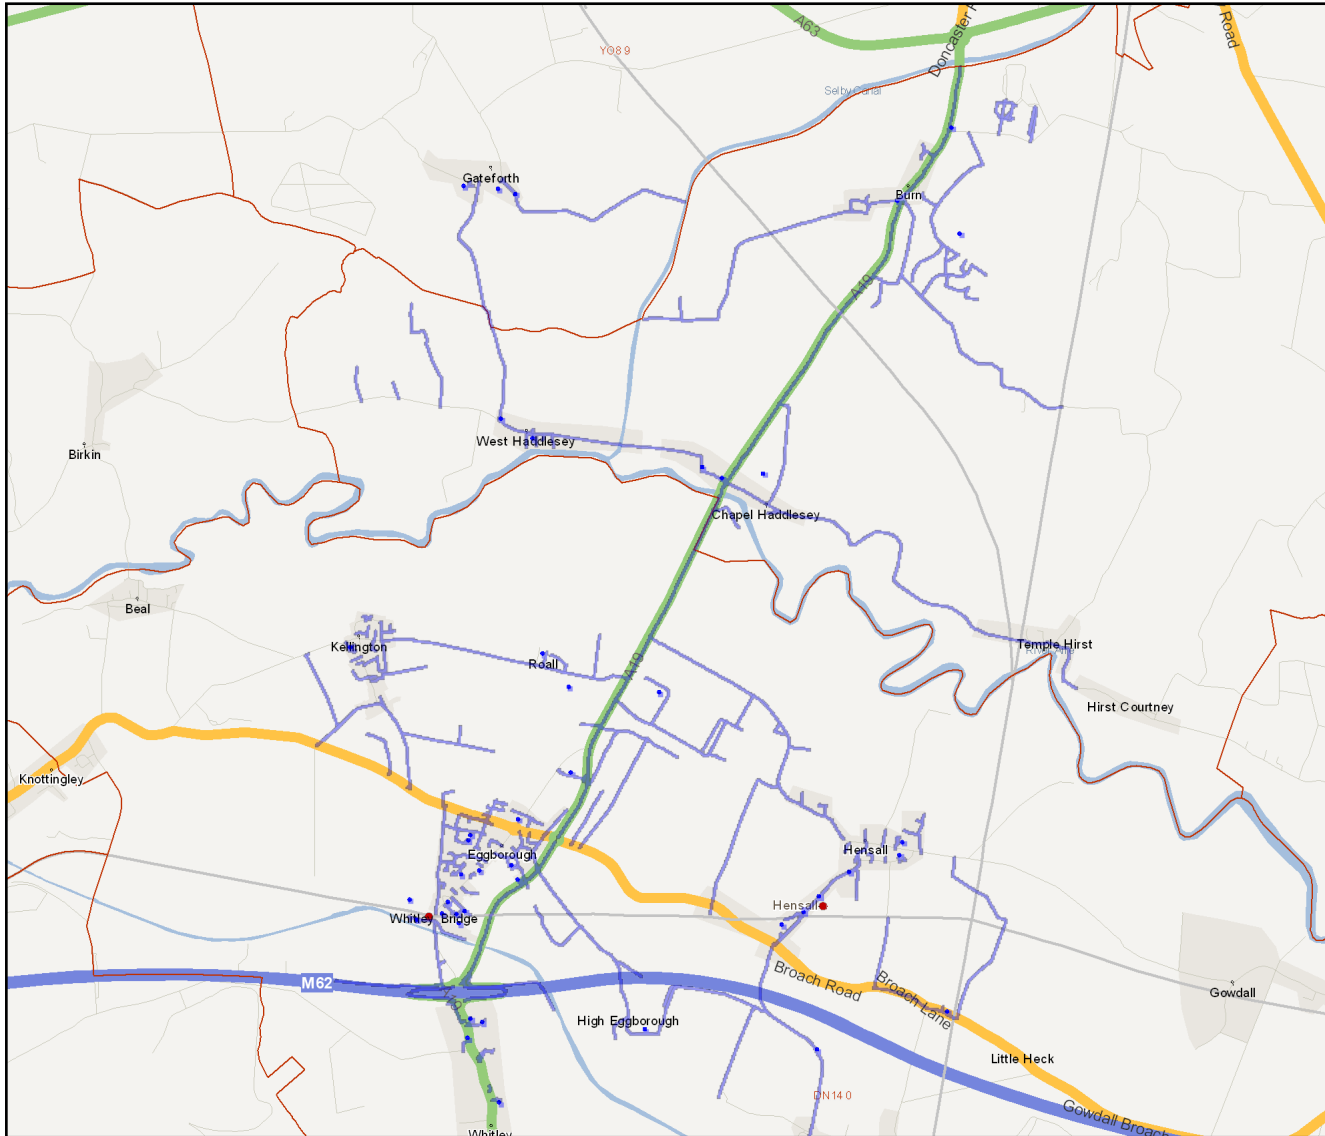 A63
Doncaster R
Road
YO8 9
Selby Canal
Gateforth
Burn
A19
West Haddlesey
Birkin
Chapel Haddlesey
Beal
Kellington
Roall
A19
Temple Hirst
Hirst Courtney
Knottingley
Eggborough
Hensall
Hensall
Whitley Bridge
M62
Broach Road
Broach Lane
A19
Gowdall
High Eggborough
Little Heck
DN14 0
Gowdall Broach
Whitley